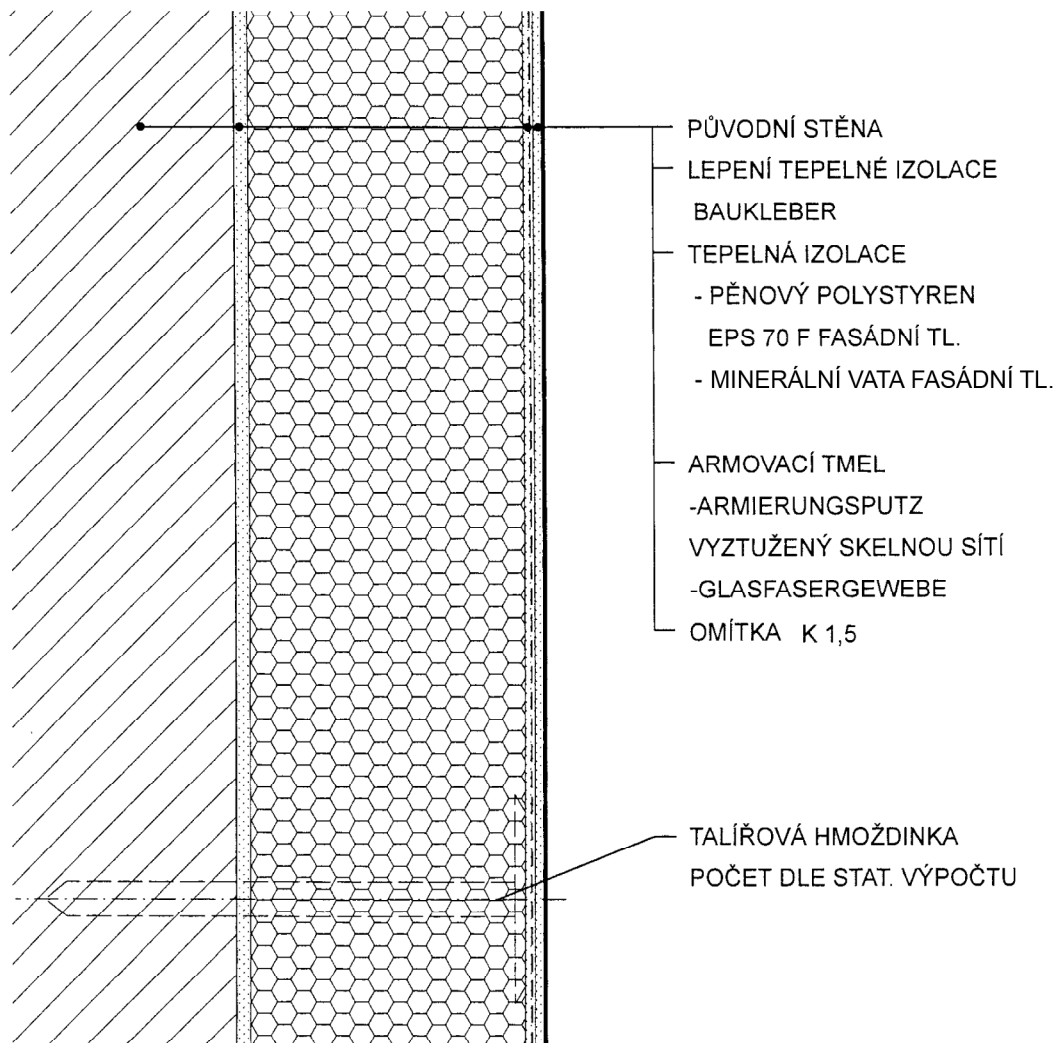 PŮVODNÍ STĚNA
LEPENÍ TEPELNÉ IZOLACE
BAUKLEBER
TEPELNÁ IZOLACE
- PĚNOVÝ POLYSTYREN
EPS 70 F FASÁDNÍ TL.
- MINERÁLNÍ VATA FASÁDNÍ TL.
ARMOVACÍ TMEL
-ARMIERUNGSPUTZ
VYZTUŽENÝ SKELNOU SÍTÍ
-GLASFASERGEWEBE
OMÍTKA K 1,5
TALÍŘOVÁ HMOŽDINKA
POČET DLE STAT. VÝPOČTU